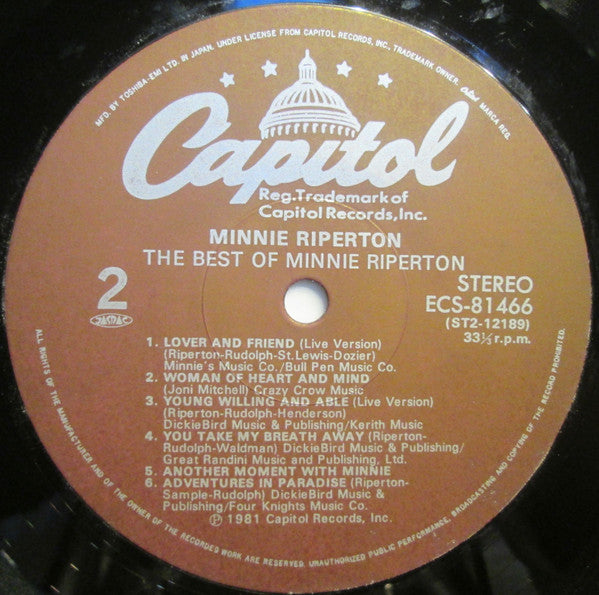 MFD. BY TOSHIBA-EMI LTD. IN JAPAN, UNDER LICENSE FROM CAPITOL RECORDS, INC., TRADEMARK OWNER. Capitol MARCA REG.
Capitol
Reg.Trademark of
Capitol Records,Inc.
MINNIE RIPERTON
THE BEST OF MINNIE RIPERTON
2
JASRAC
STEREO
ECS-81466
(ST2-12189)
33⅓ r.p.m.
1. LOVER AND FRIEND (Live Version)
(Riperton-Rudolph-St.Lewis-Dozier)
Minnie's Music Co./Bull Pen Music Co.
2. WOMAN OF HEART AND MIND
(Joni Mitchell) Crazy Crow Music
3. YOUNG WILLING AND ABLE (Live Version)
(Riperton-Rudolph-Henderson)
DickieBird Music & Publishing/Kerith Music
4. YOU TAKE MY BREATH AWAY (Riperton-
Rudolph-Waldman) DickieBird Music & Publishing/
Great Randini Music and Publishing, Ltd.
5. ANOTHER MOMENT WITH MINNIE
6. ADVENTURES IN PARADISE (Riperton-
Sample-Rudolph) DickieBird Music &
Publishing/Four Knights Music Co.
Ⓟ 1981 Capitol Records, Inc.
ALL RIGHTS OF THE MANUFACTURER AND OF THE OWNER OF THE RECORDED WORK ARE RESERVED. UNAUTHORIZED PUBLIC PERFORMANCE, BROADCASTING AND COPYING OF THE RECORD PROHIBITED.